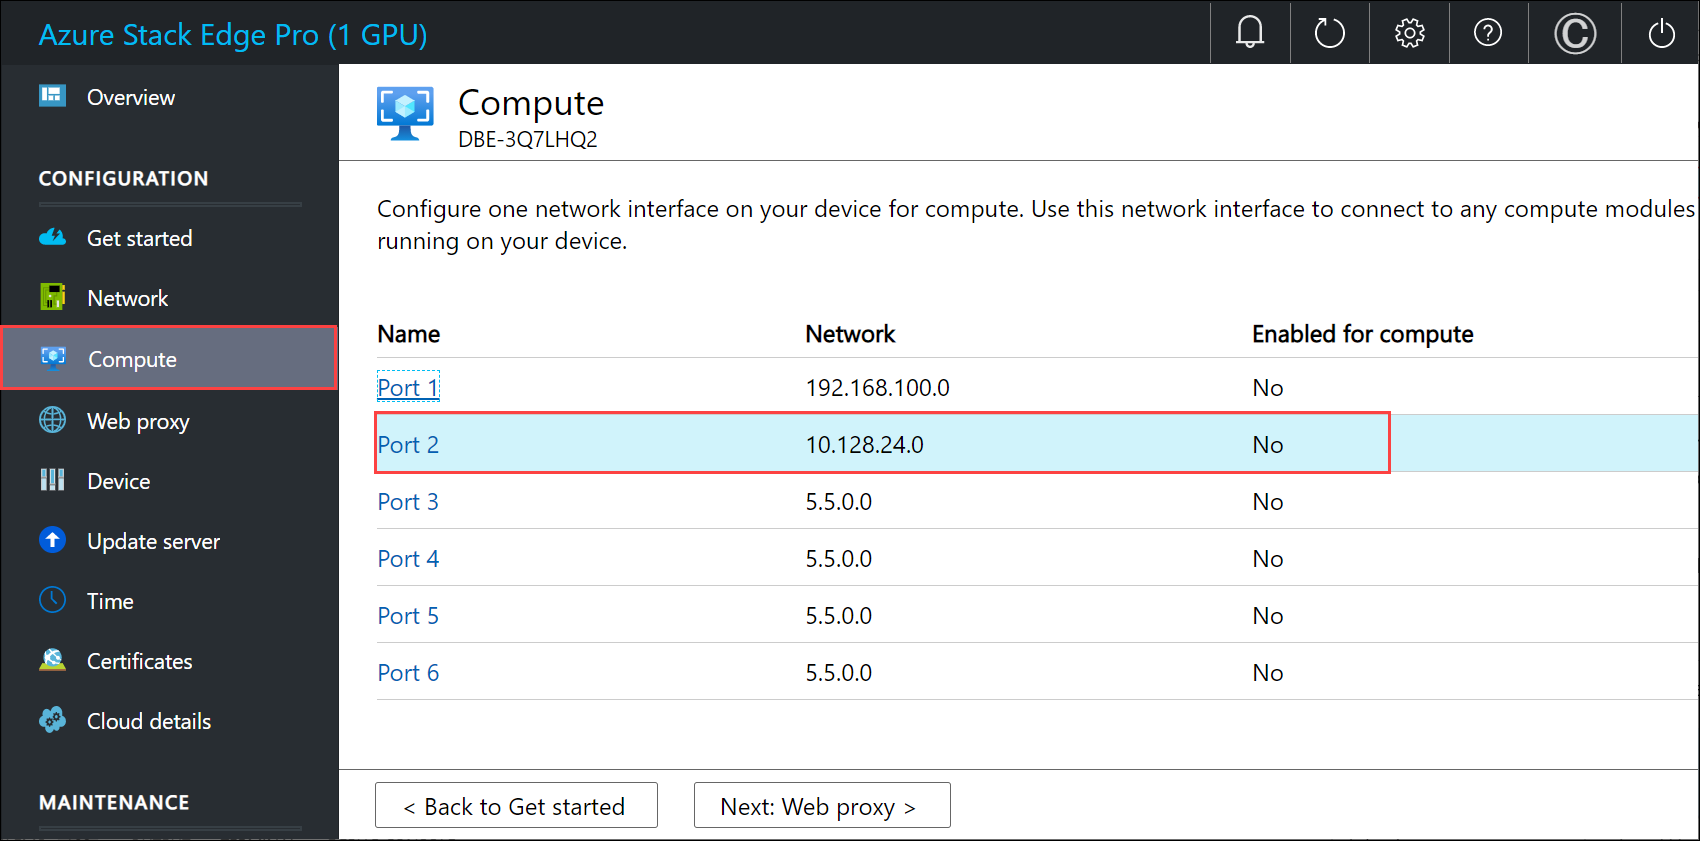 Azure Stack Edge Pro (1 GPU)
Overview
CONFIGURATION
Get started
Network
Compute
Web proxy
Device
Update server
Time
Certificates
Cloud details
MAINTENANCE
Compute
DBE-3Q7LHQ2
Configure one network interface on your device for compute. Use this network interface to connect to any compute modules
running on your device.
Name Network Enabled for compute
Port 1 192.168.100.0 No
Port 2 10.128.24.0 No
Port 3 5.5.0.0 No
Port 4 5.5.0.0 No
Port 5 5.5.0.0 No
Port 6 5.5.0.0 No
< Back to Get started Next: Web proxy >